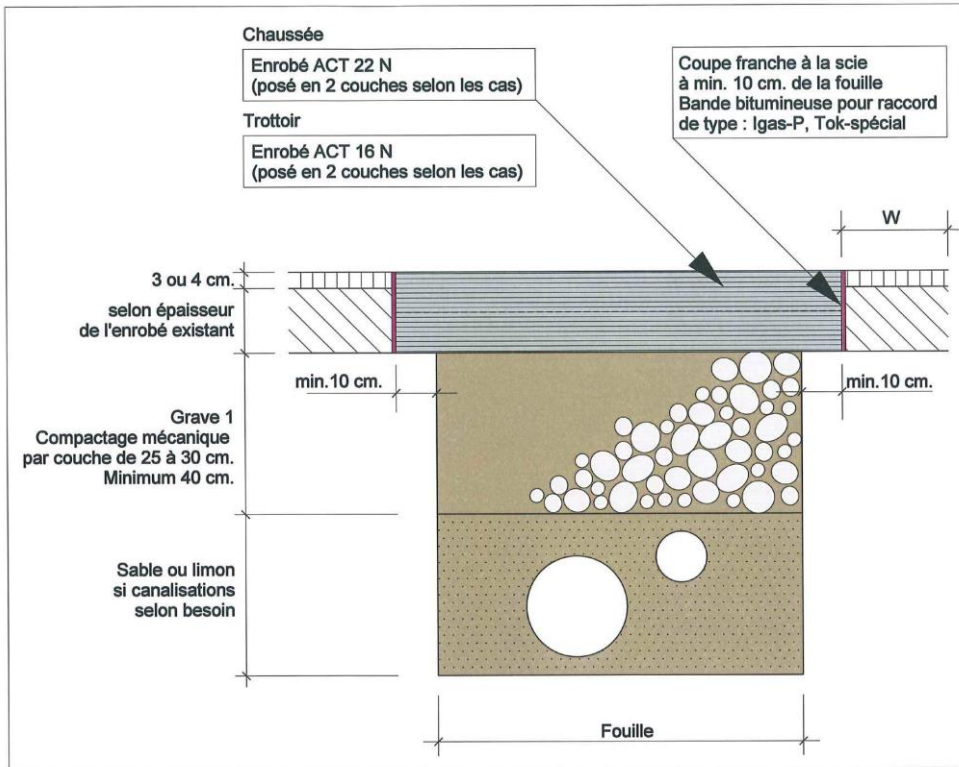 Chaussée
Enrobé ACT 22 N
(posé en 2 couches selon les cas)
Trottoir
Enrobé ACT 16 N
(posé en 2 couches selon les cas)
Coupe franche à la scie
à min. 10 cm. de la fouille
Bande bitumineuse pour raccord
de type : Igas-P, Tok-spécial
W
3 ou 4 cm.
selon épaisseur
de l'enrobé existant
min.10 cm.
min.10 cm.
Grave 1
Compactage mécanique
par couche de 25 à 30 cm.
Minimum 40 cm.
Sable ou limon
si canalisations
selon besoin
Fouille